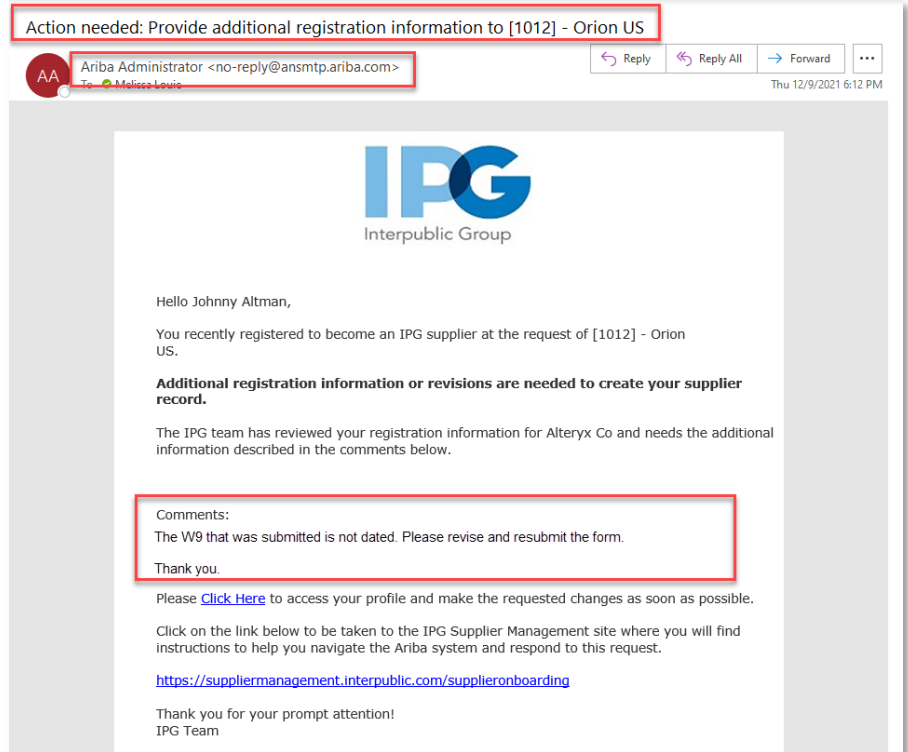 Action needed: Provide additional registration information to [1012] - Orion US
AA
Ariba Administrator <no-reply@ansmtp.ariba.com>
To Melissa Louie
Reply
Reply All
Forward
Thu 12/9/2021 6:12 PM
IPG
Interpublic Group
Hello Johnny Altman,
You recently registered to become an IPG supplier at the request of [1012] - Orion
US.
Additional registration information or revisions are needed to create your supplier
record.
The IPG team has reviewed your registration information for Alteryx Co and needs the additional
information described in the comments below.
Comments:
The W9 that was submitted is not dated. Please revise and resubmit the form.
Thank you.
Please Click Here to access your profile and make the requested changes as soon as possible.
Click on the link below to be taken to the IPG Supplier Management site where you will find
instructions to help you navigate the Ariba system and respond to this request.
https://suppliermanagement.interpublic.com/supplieronboarding
Thank you for your prompt attention!
IPG Team